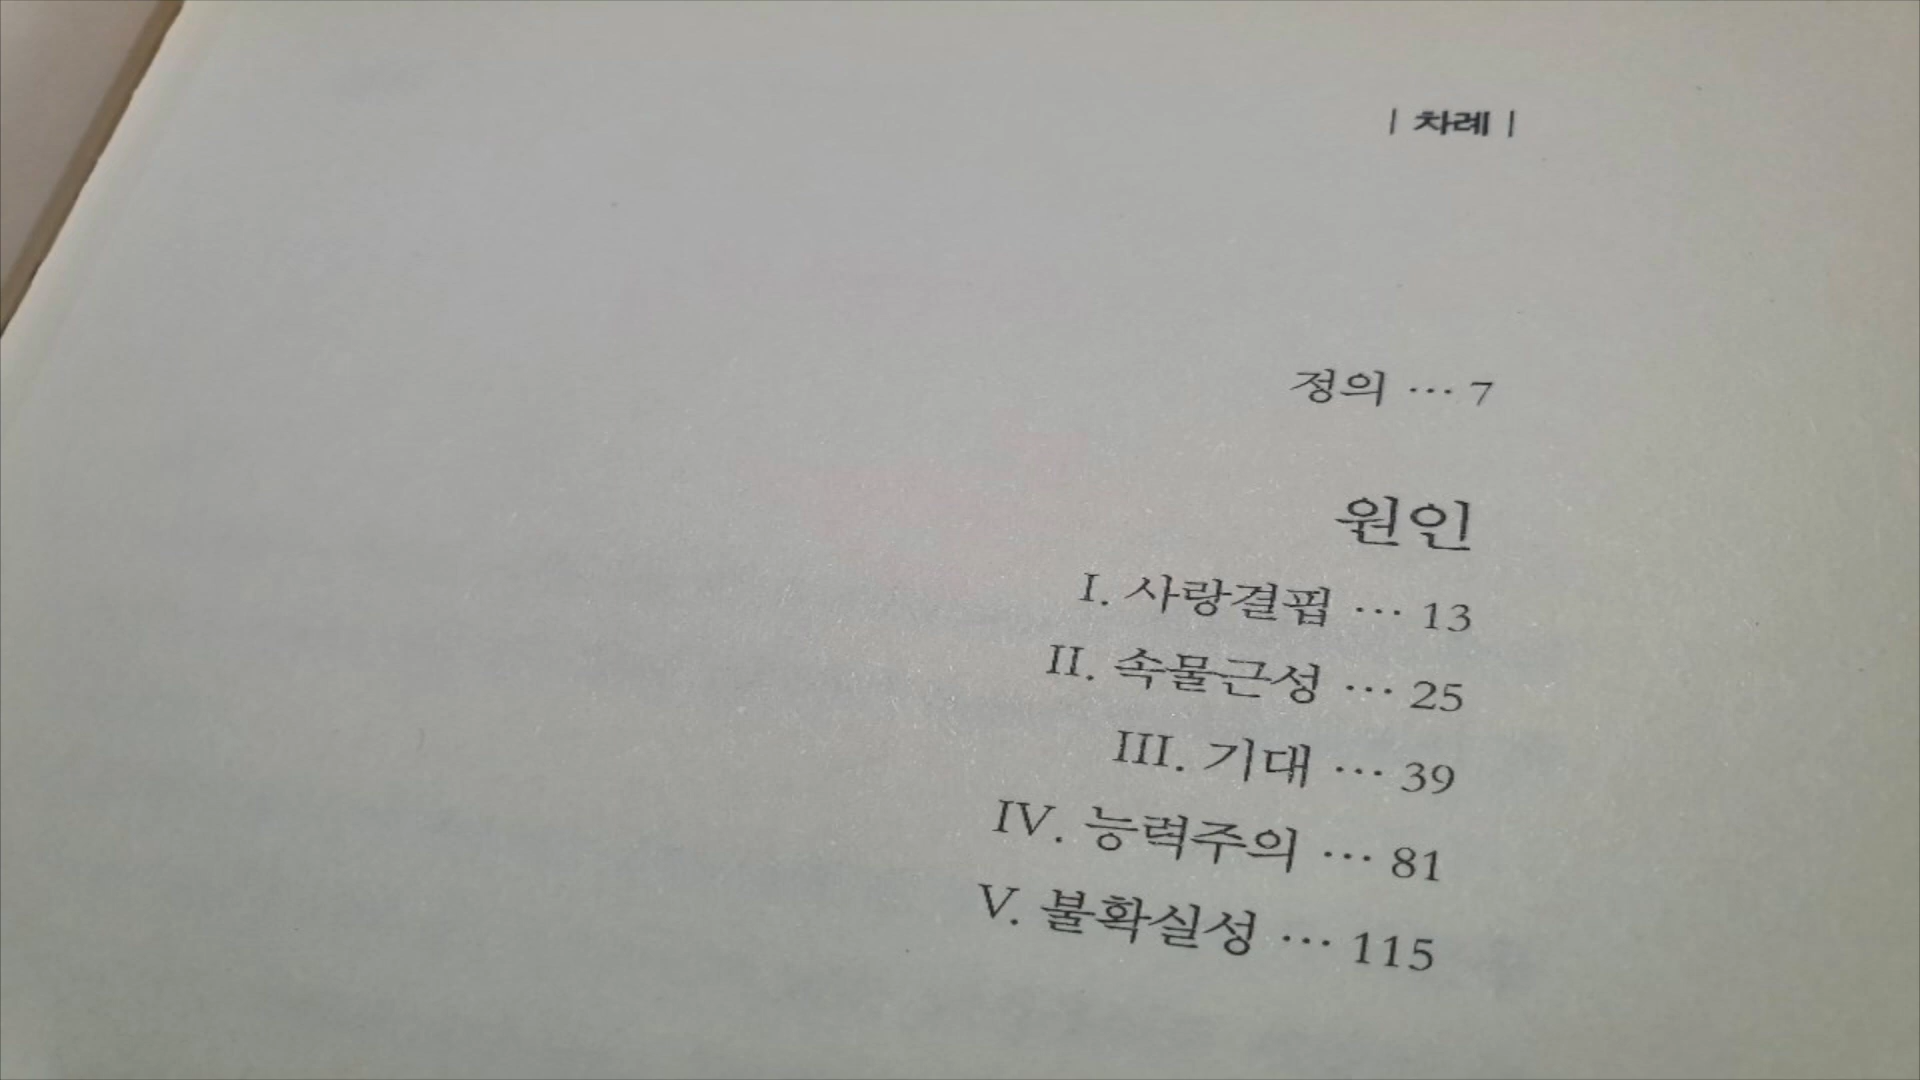 | 차례 |
정의 … 7
원인
I. 사랑결핍 … 13
II. 속물근성 … 25
III. 기대 … 39
IV. 능력주의 … 81
V. 불확실성 … 115